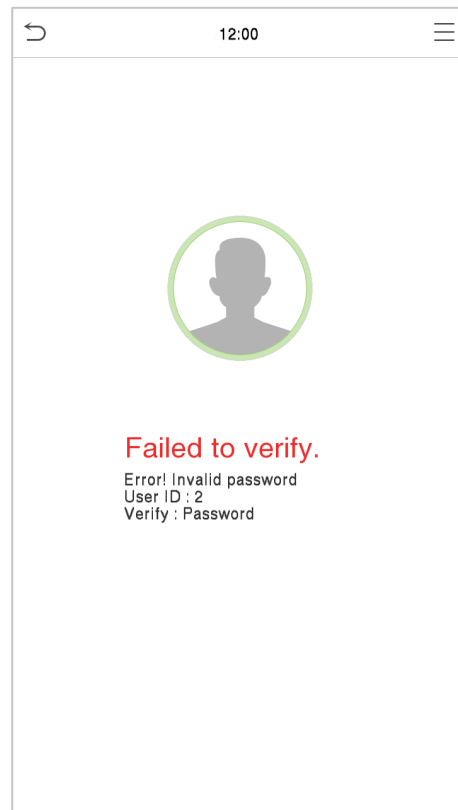 12:00
Failed to verify.
Error! Invalid password
User ID : 2
Verify : Password